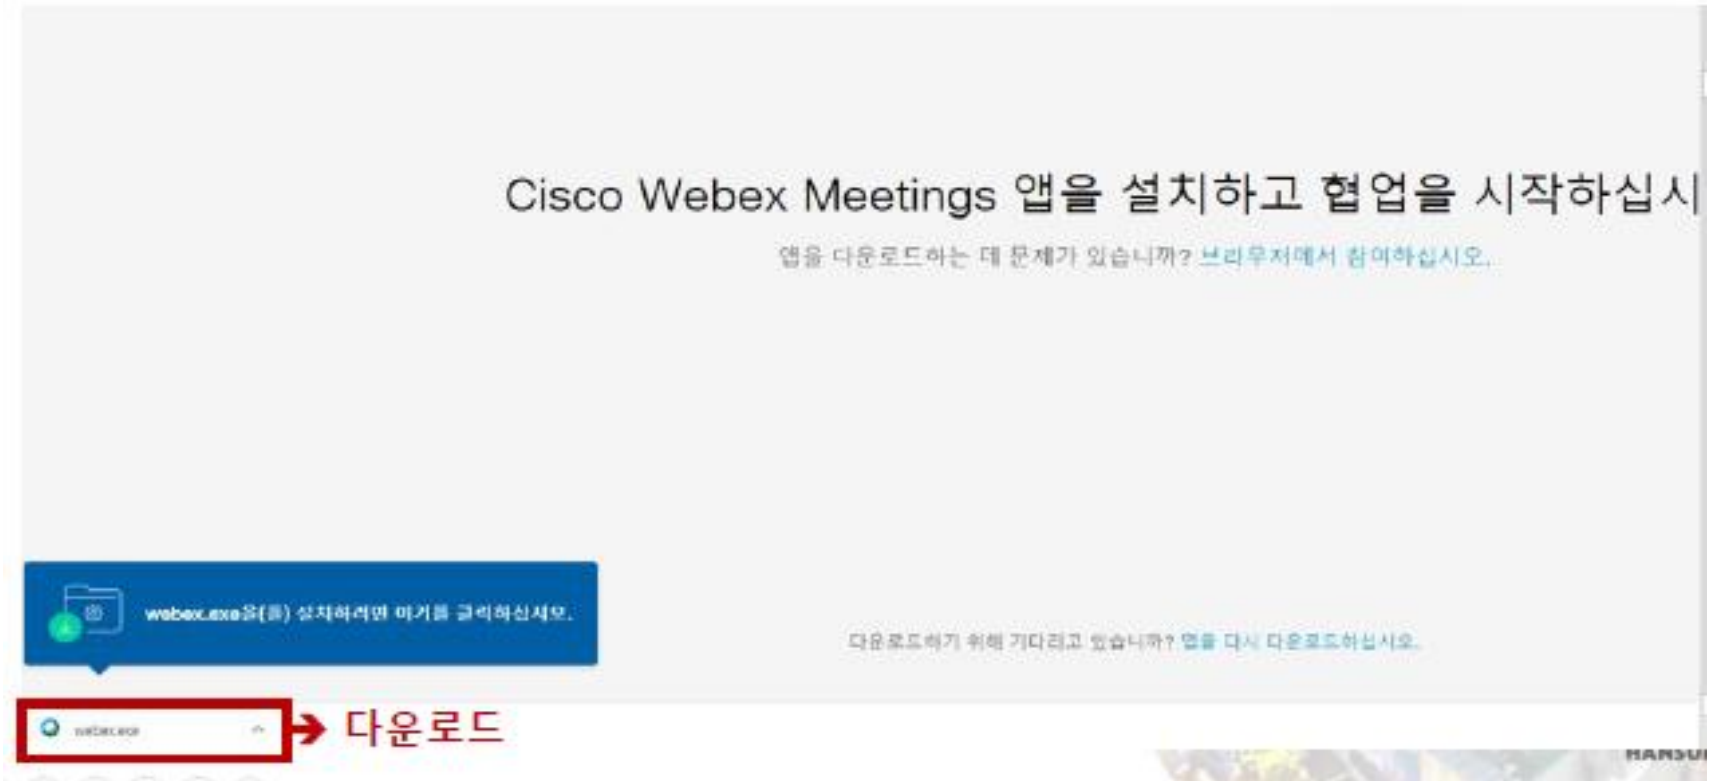 Cisco Webex Meetings 앱을 설치하고 협업을 시작하십시
앱을 다운로드하는 데 문제가 있습니까? 브라우저에서 참여하십시오.
webex.exe을(를) 설치하려면 여기를 클릭하십시오.
다운로드하기 위해 기다리고 있습니까? 앱을 다시 다운로드하십시오.
webex.exe
➔ 다운로드